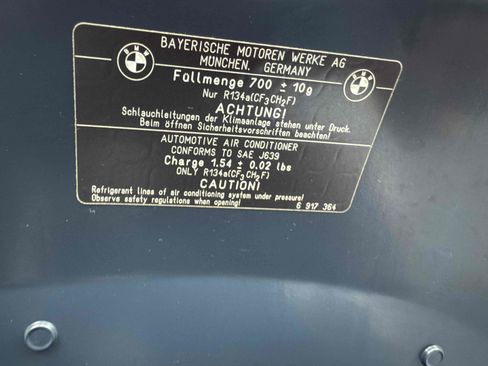 BAYERISCHE MOTOREN WERKE AG
MÜNCHEN, GERMANY
Füllmenge 700 ± 10g
Nur R134a(CF3CH2F)
ACHTUNG!
Schlauchleitungen der Klimaanlage stehen unter Druck.
Beim öffnen Sicherheitsvorschriften beachten!
AUTOMOTIVE AIR CONDITIONER
CONFORMS TO SAE J639
Charge 1.54 ± 0.02 lbs
ONLY R134a(CF3CH2F)
CAUTION!
Refrigerant lines of air conditioning system under pressure!
Observe safety regulations when opening!
6 917 364
BMW
BMW